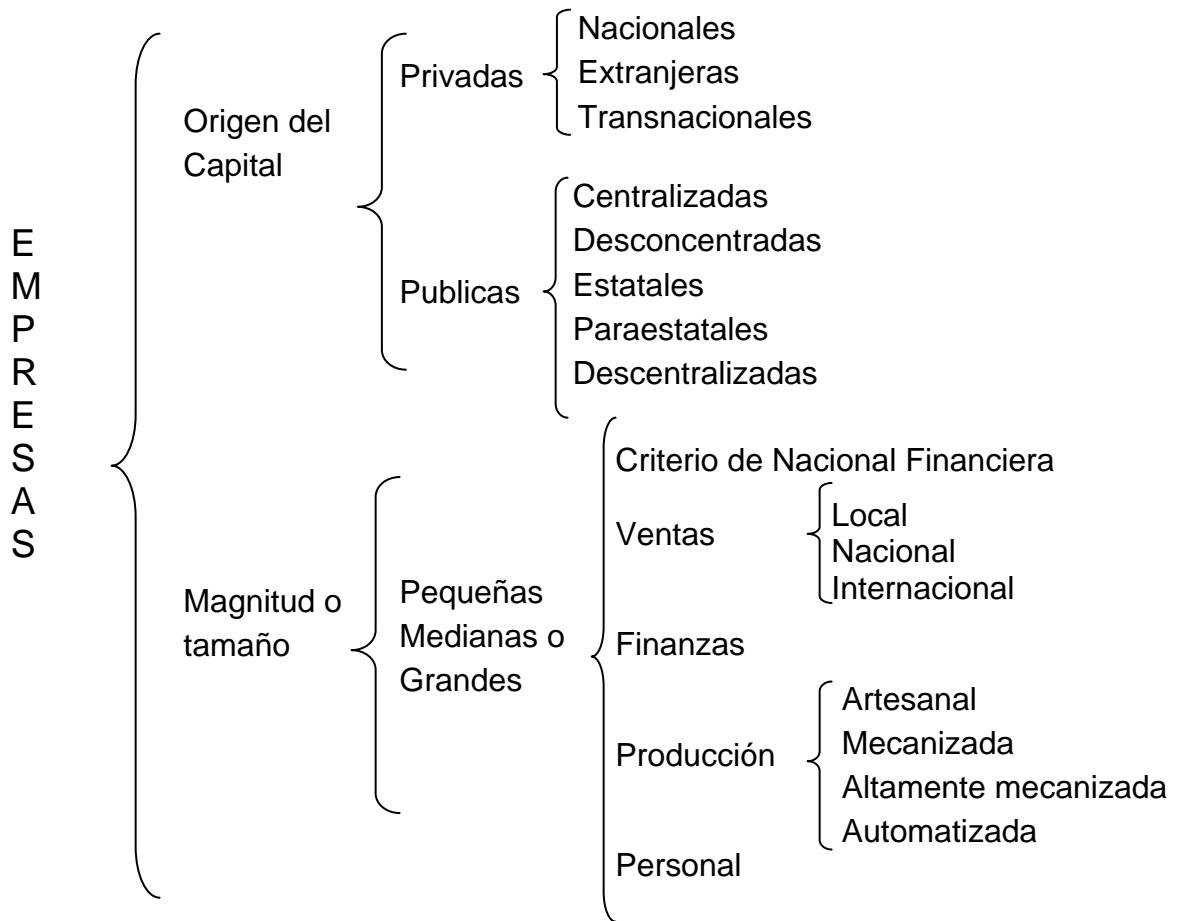 EMPRESAS
Origen del
Capital
Privadas
Nacionales
Extranjeras
Transnacionales
Publicas
Centralizadas
Desconcentradas
Estatales
Paraestatales
Descentralizadas
Magnitud o
tamaño
Pequeñas
Medianas o
Grandes
Criterio de Nacional Financiera
Ventas
Local
Nacional
Internacional
Finanzas
Producción
Artesanal
Mecanizada
Altamente mecanizada
Automatizada
Personal